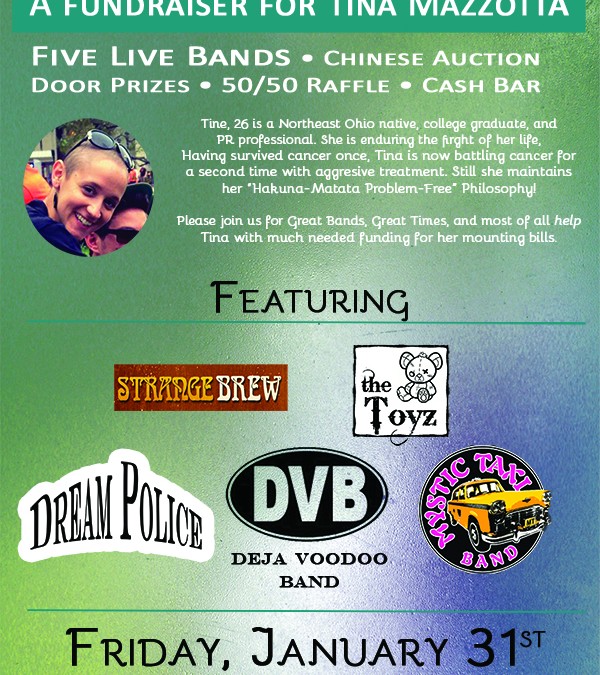 A Fundraiser for Tina Mazzotta
Five Live Bands • Chinese Auction
Door Prizes • 50/50 Raffle • Cash Bar
Tine, 26 is a Northeast Ohio native, college graduate, and
PR professional. She is enduring the firght of her life,
Having survived cancer once, Tina is now battling cancer for
a second time with aggresive treatment. Still she maintains
her "Hakuna-Matata Problem-Free" Philosophy!
Please join us for Great Bands, Great Times, and most of all help
Tina with much needed funding for her mounting bills.
Featuring
STRANGE BREW
the
Toyz
DREAM POLICE
DVB
DEJA VOODOO
BAND
MYSTIC TAXI
BAND
Friday, January 31st